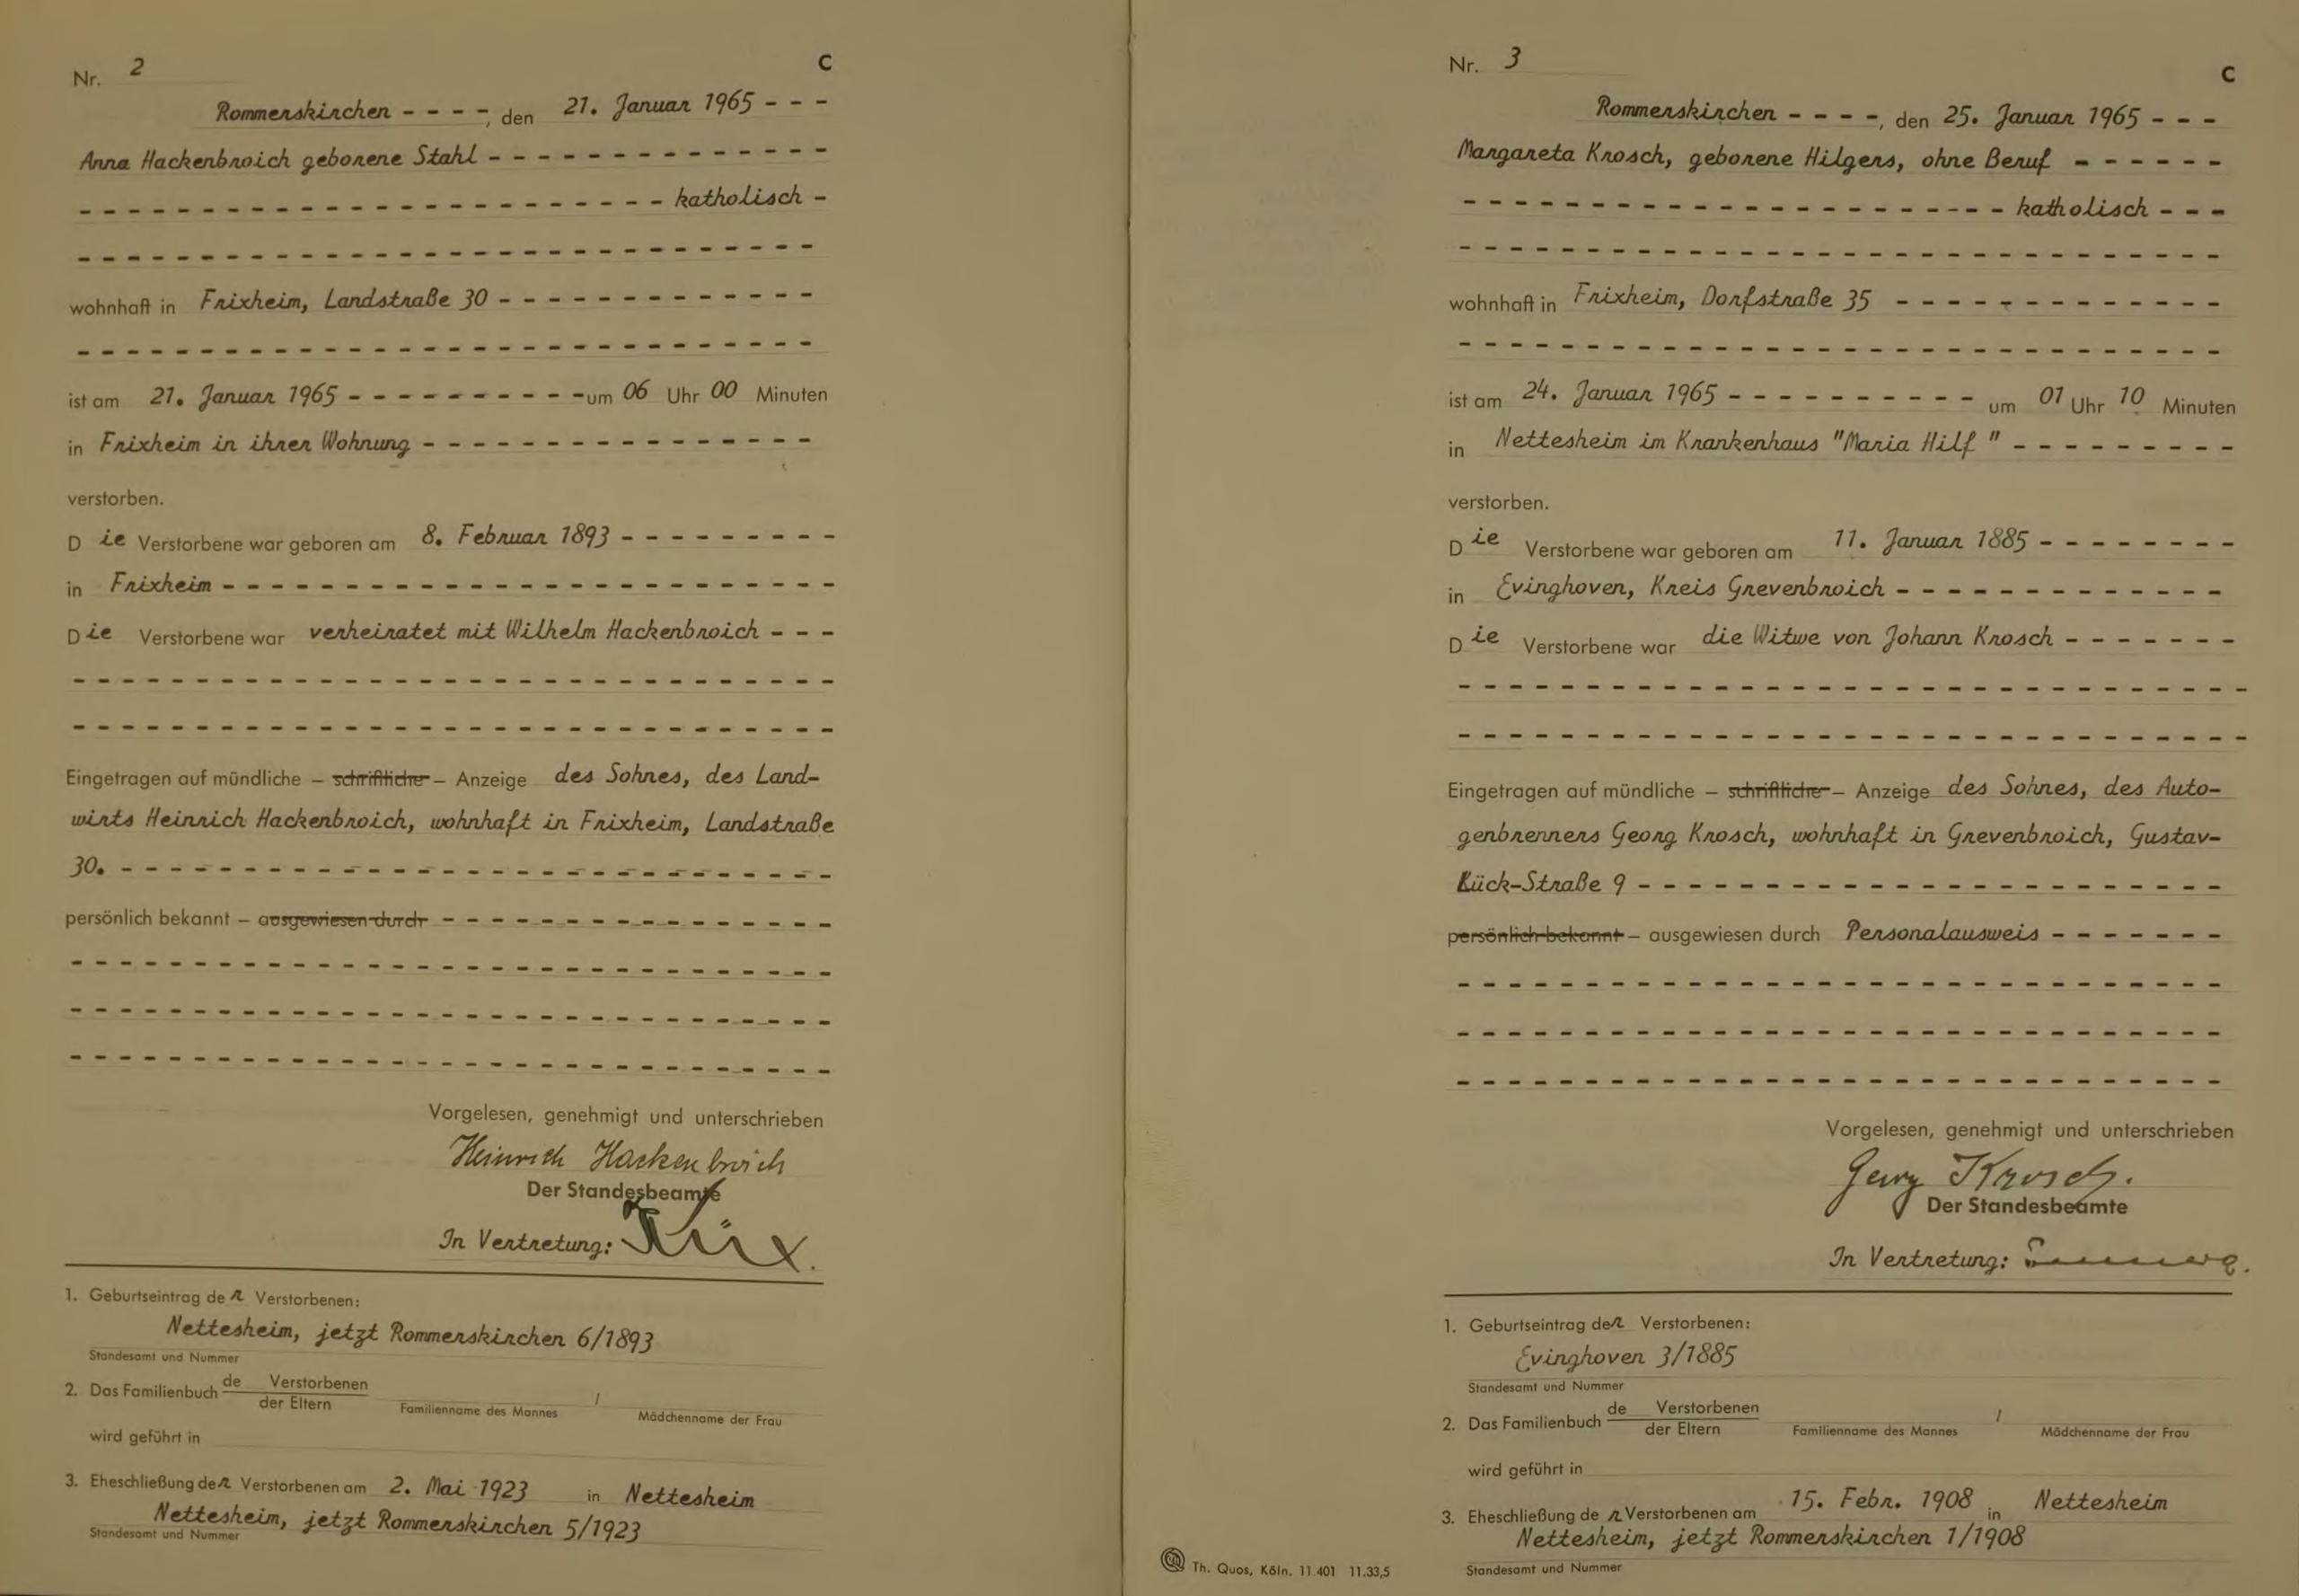 Nr. 2 C
Rommerskirchen - - - -, den 21. Januar 1965 - - -
Anna Hackenbroich geborene Stahl - - - - - - - - - - - - - -
- - - - - - - - - - - - - - - - - - - - - - - - katholisch -
- - - - - - - - - - - - - - - - - - - - - - - - - - - - - -
wohnhaft in Frixheim, Landstraße 30 - - - - - - - - - - - - -
- - - - - - - - - - - - - - - - - - - - - - - - - - - - - -
ist am 21. Januar 1965 - - - - - - - - - - um 06 Uhr 00 Minuten
in Frixheim in ihrer Wohnung - - - - - - - - - - - - - - - -
verstorben.
Die Verstorbene war geboren am 8. Februar 1893 - - - - - - - - -
in Frixheim - - - - - - - - - - - - - - - - - - - - - - - - -
Die Verstorbene war verheiratet mit Wilhelm Hackenbroich - - -
- - - - - - - - - - - - - - - - - - - - - - - - - - - - - - -
- - - - - - - - - - - - - - - - - - - - - - - - - - - - - - -
Eingetragen auf mündliche – schriftliche – Anzeige des Sohnes, des Land-
wirts Heinrich Hackenbroich, wohnhaft in Frixheim, Landstraße
30. - - - - - - - - - - - - - - - - - - - - - - - - - - - - -
persönlich bekannt – ausgewiesen durch - - - - - - - - - - - - - - - -
- - - - - - - - - - - - - - - - - - - - - - - - - - - - - - -
- - - - - - - - - - - - - - - - - - - - - - - - - - - - - - -
- - - - - - - - - - - - - - - - - - - - - - - - - - - - - - -
Vorgelesen, genehmigt und unterschrieben
Heinrich Hackenbroich
Der Standesbeamte
In Vertretung: Küx.
1. Geburtseintrag der Verstorbenen:
Nettesheim, jetzt Rommerskirchen 6/1893
Standesamt und Nummer
2. Das Familienbuch de Verstorbenen
der Eltern
Familienname des Mannes / Mädchenname der Frau
wird geführt in
3. Eheschließung der Verstorbenen am 2. Mai 1923 in Nettesheim
Nettesheim, jetzt Rommerskirchen 5/1923
Standesamt und Nummer
Nr. 3 C
Rommerskirchen - - - -, den 25. Januar 1965 - - -
Margareta Krosch, geborene Hilgers, ohne Beruf - - - - - -
- - - - - - - - - - - - - - - - - - - - - - katholisch - - -
- - - - - - - - - - - - - - - - - - - - - - - - - - - - - -
wohnhaft in Frixheim, Dorfstraße 35 - - - - - - - - - - - - -
- - - - - - - - - - - - - - - - - - - - - - - - - - - - - -
ist am 24. Januar 1965 - - - - - - - - - - um 01 Uhr 10 Minuten
in Nettesheim im Krankenhaus "Maria Hilf " - - - - - - - - -
verstorben.
Die Verstorbene war geboren am 11. Januar 1885 - - - - - - - -
in Evinghoven, Kreis Grevenbroich - - - - - - - - - - - - -
Die Verstorbene war die Witwe von Johann Krosch - - - - - - -
- - - - - - - - - - - - - - - - - - - - - - - - - - - - - - -
- - - - - - - - - - - - - - - - - - - - - - - - - - - - - - -
Eingetragen auf mündliche – schriftliche – Anzeige des Sohnes, des Auto-
genbrenners Georg Krosch, wohnhaft in Grevenbroich, Gustav-
Lück-Straße 9 - - - - - - - - - - - - - - - - - - - - - - - -
persönlich bekannt – ausgewiesen durch Personalausweis - - - - - - -
- - - - - - - - - - - - - - - - - - - - - - - - - - - - - -
- - - - - - - - - - - - - - - - - - - - - - - - - - - - - -
- - - - - - - - - - - - - - - - - - - - - - - - - - - - - -
Vorgelesen, genehmigt und unterschrieben
Georg Krosch.
Der Standesbeamte
In Vertretung:
1. Geburtseintrag der Verstorbenen:
Evinghoven 3/1885
Standesamt und Nummer
2. Das Familienbuch de Verstorbenen
der Eltern
Familienname des Mannes / Mädchenname der Frau
wird geführt in
3. Eheschließung der Verstorbenen am 15. Febr. 1908 in Nettesheim
Nettesheim, jetzt Rommerskirchen 1/1908
Standesamt und Nummer
Th. Quos, Köln. 11 401 11.33,5